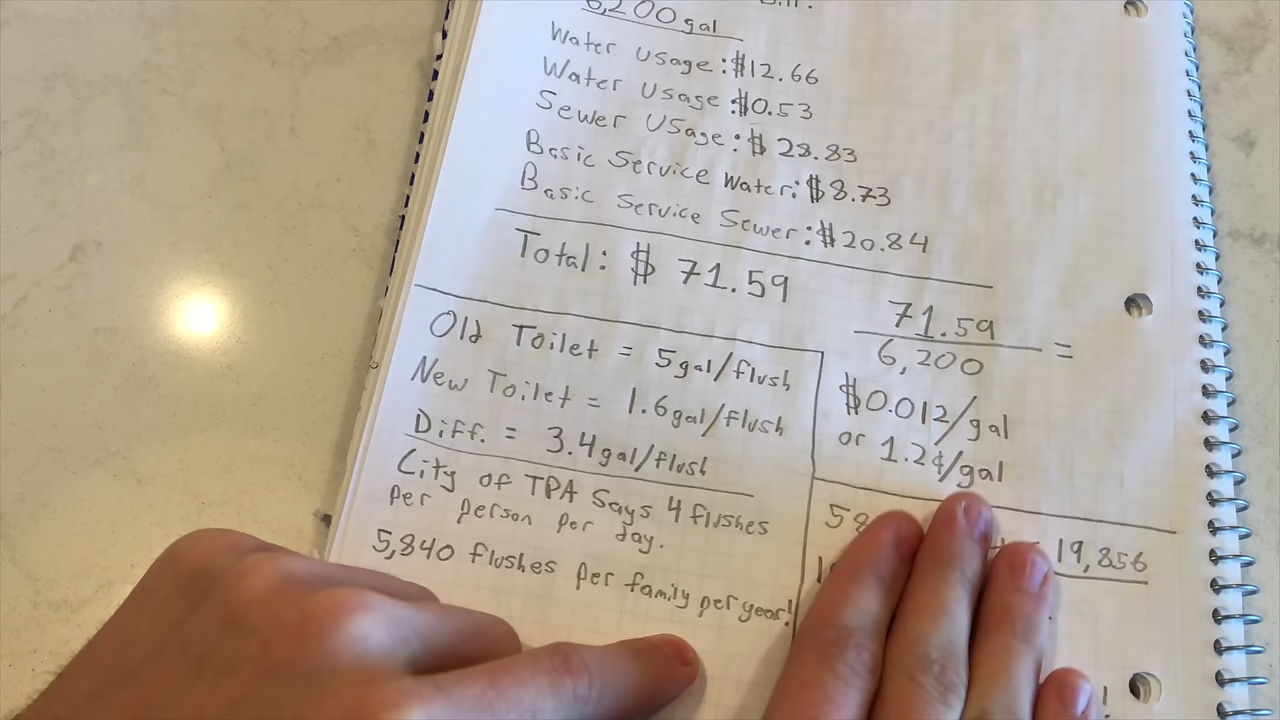 6,200 gal
Water Usage: $12.66
Water Usage: $0.53
Sewer Usage: $28.83
Basic Service Water: $8.73
Basic Service Sewer: $20.84
Total: $71.59
71.59
6,200
=
$0.012/gal
or 1.2¢/gal
Old Toilet = 5gal/flush
New Toilet = 1.6gal/flush
Diff. = 3.4gal/flush
City of TPA Says 4 flushes
per person per day.
5,840 flushes per family per year!
19,856